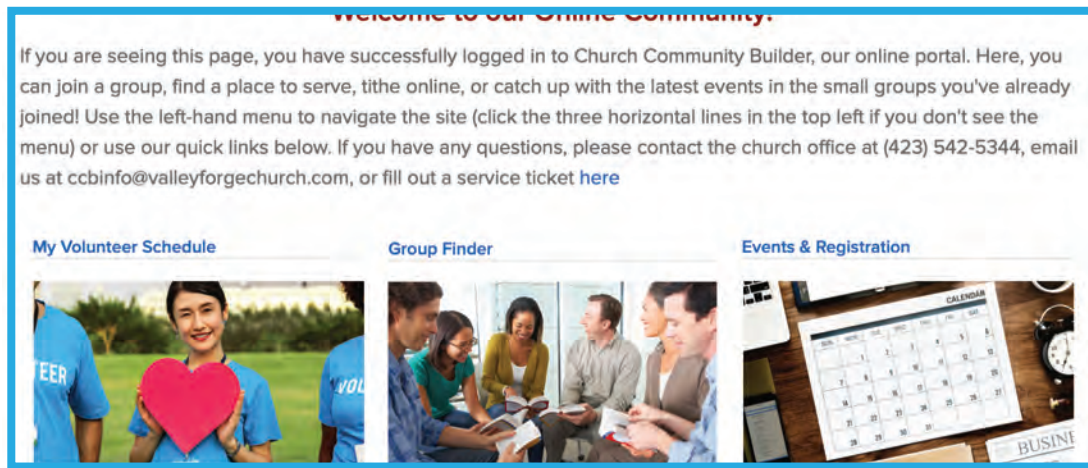 Welcome to our Online Community!
If you are seeing this page, you have successfully logged in to Church Community Builder, our online portal. Here, you
can join a group, find a place to serve, tithe online, or catch up with the latest events in the small groups you've already
joined! Use the left-hand menu to navigate the site (click the three horizontal lines in the top left if you don't see the
menu) or use our quick links below. If you have any questions, please contact the church office at (423) 542-5344, email
us at ccbinfo@valleyforgechurch.com, or fill out a service ticket here
My Volunteer Schedule
Group Finder
Events & Registration
CALENDAR